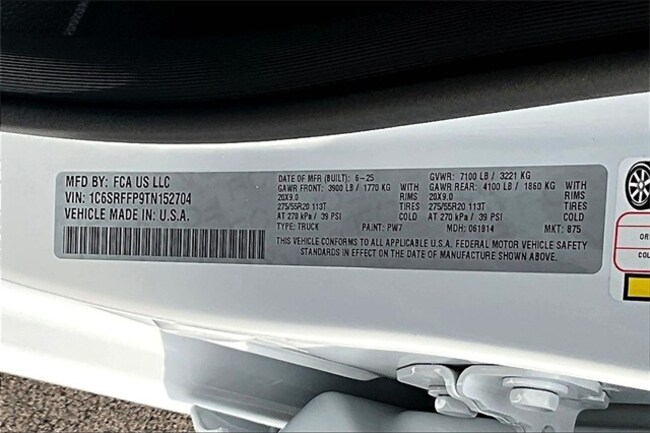 MFD BY: FCA US LLC
VIN: 1C6SRFFP9TN152704
VEHICLE MADE IN U.S.A.
DATE OF MFR (BUILT): 6-25 GVWR: 7100 LB / 3221 KG
GAWR FRONT: 3900 LB / 1770 KG WITH GAWR REAR: 4100 LB / 1860 KG WITH
20X9.0 RIMS 20X9.0 RIMS
275/55R20 113T TIRES 275/55R20 113T TIRES
AT 270 kPa / 39 PSI COLD AT 270 kPa / 39 PSI COLD
TYPE: TRUCK PAINT: PW7 MDH: 061814 MKT: 875
THIS VEHICLE CONFORMS TO ALL APPLICABLE U.S.A. FEDERAL MOTOR VEHICLE SAFETY
STANDARDS IN EFFECT ON THE DATE OF MANUFACTURE SHOWN ABOVE.